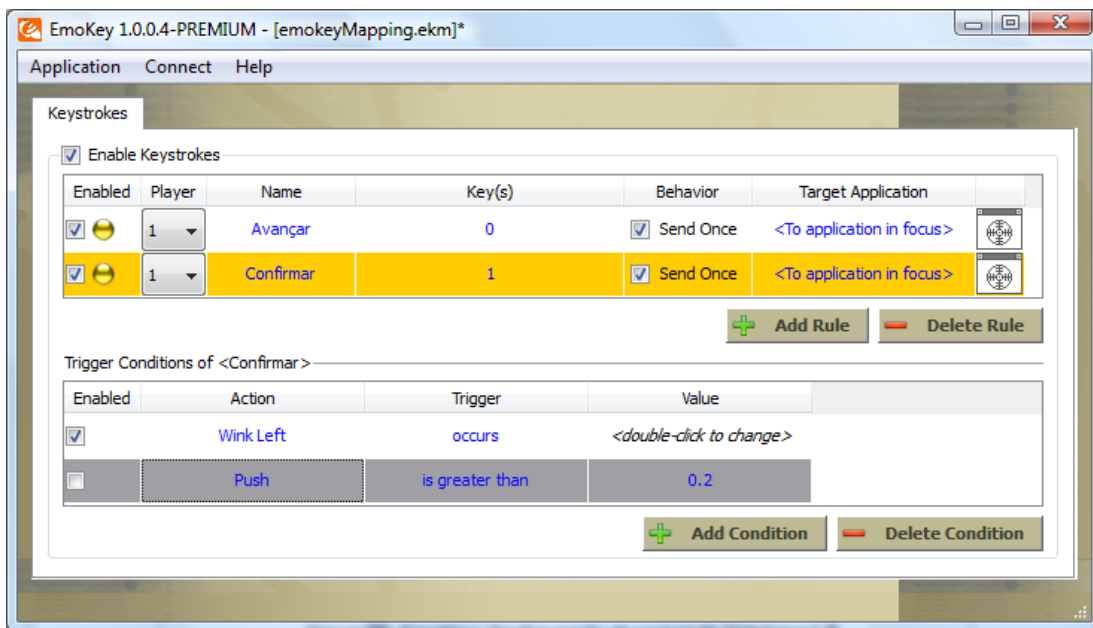 EmoKey 1.0.0.4-PREMIUM - [emokeyMapping.ekm]*
Application Connect Help
Keystrokes
Enable Keystrokes
Enabled Player Name Key(s) Behavior Target Application
1 Avançar 0 Send Once <To application in focus>
1 Confirmar 1 Send Once <To application in focus>
Add Rule Delete Rule
Trigger Conditions of <Confirmar>
Enabled Action Trigger Value
Wink Left occurs <double-click to change>
Push is greater than 0.2
Add Condition Delete Condition